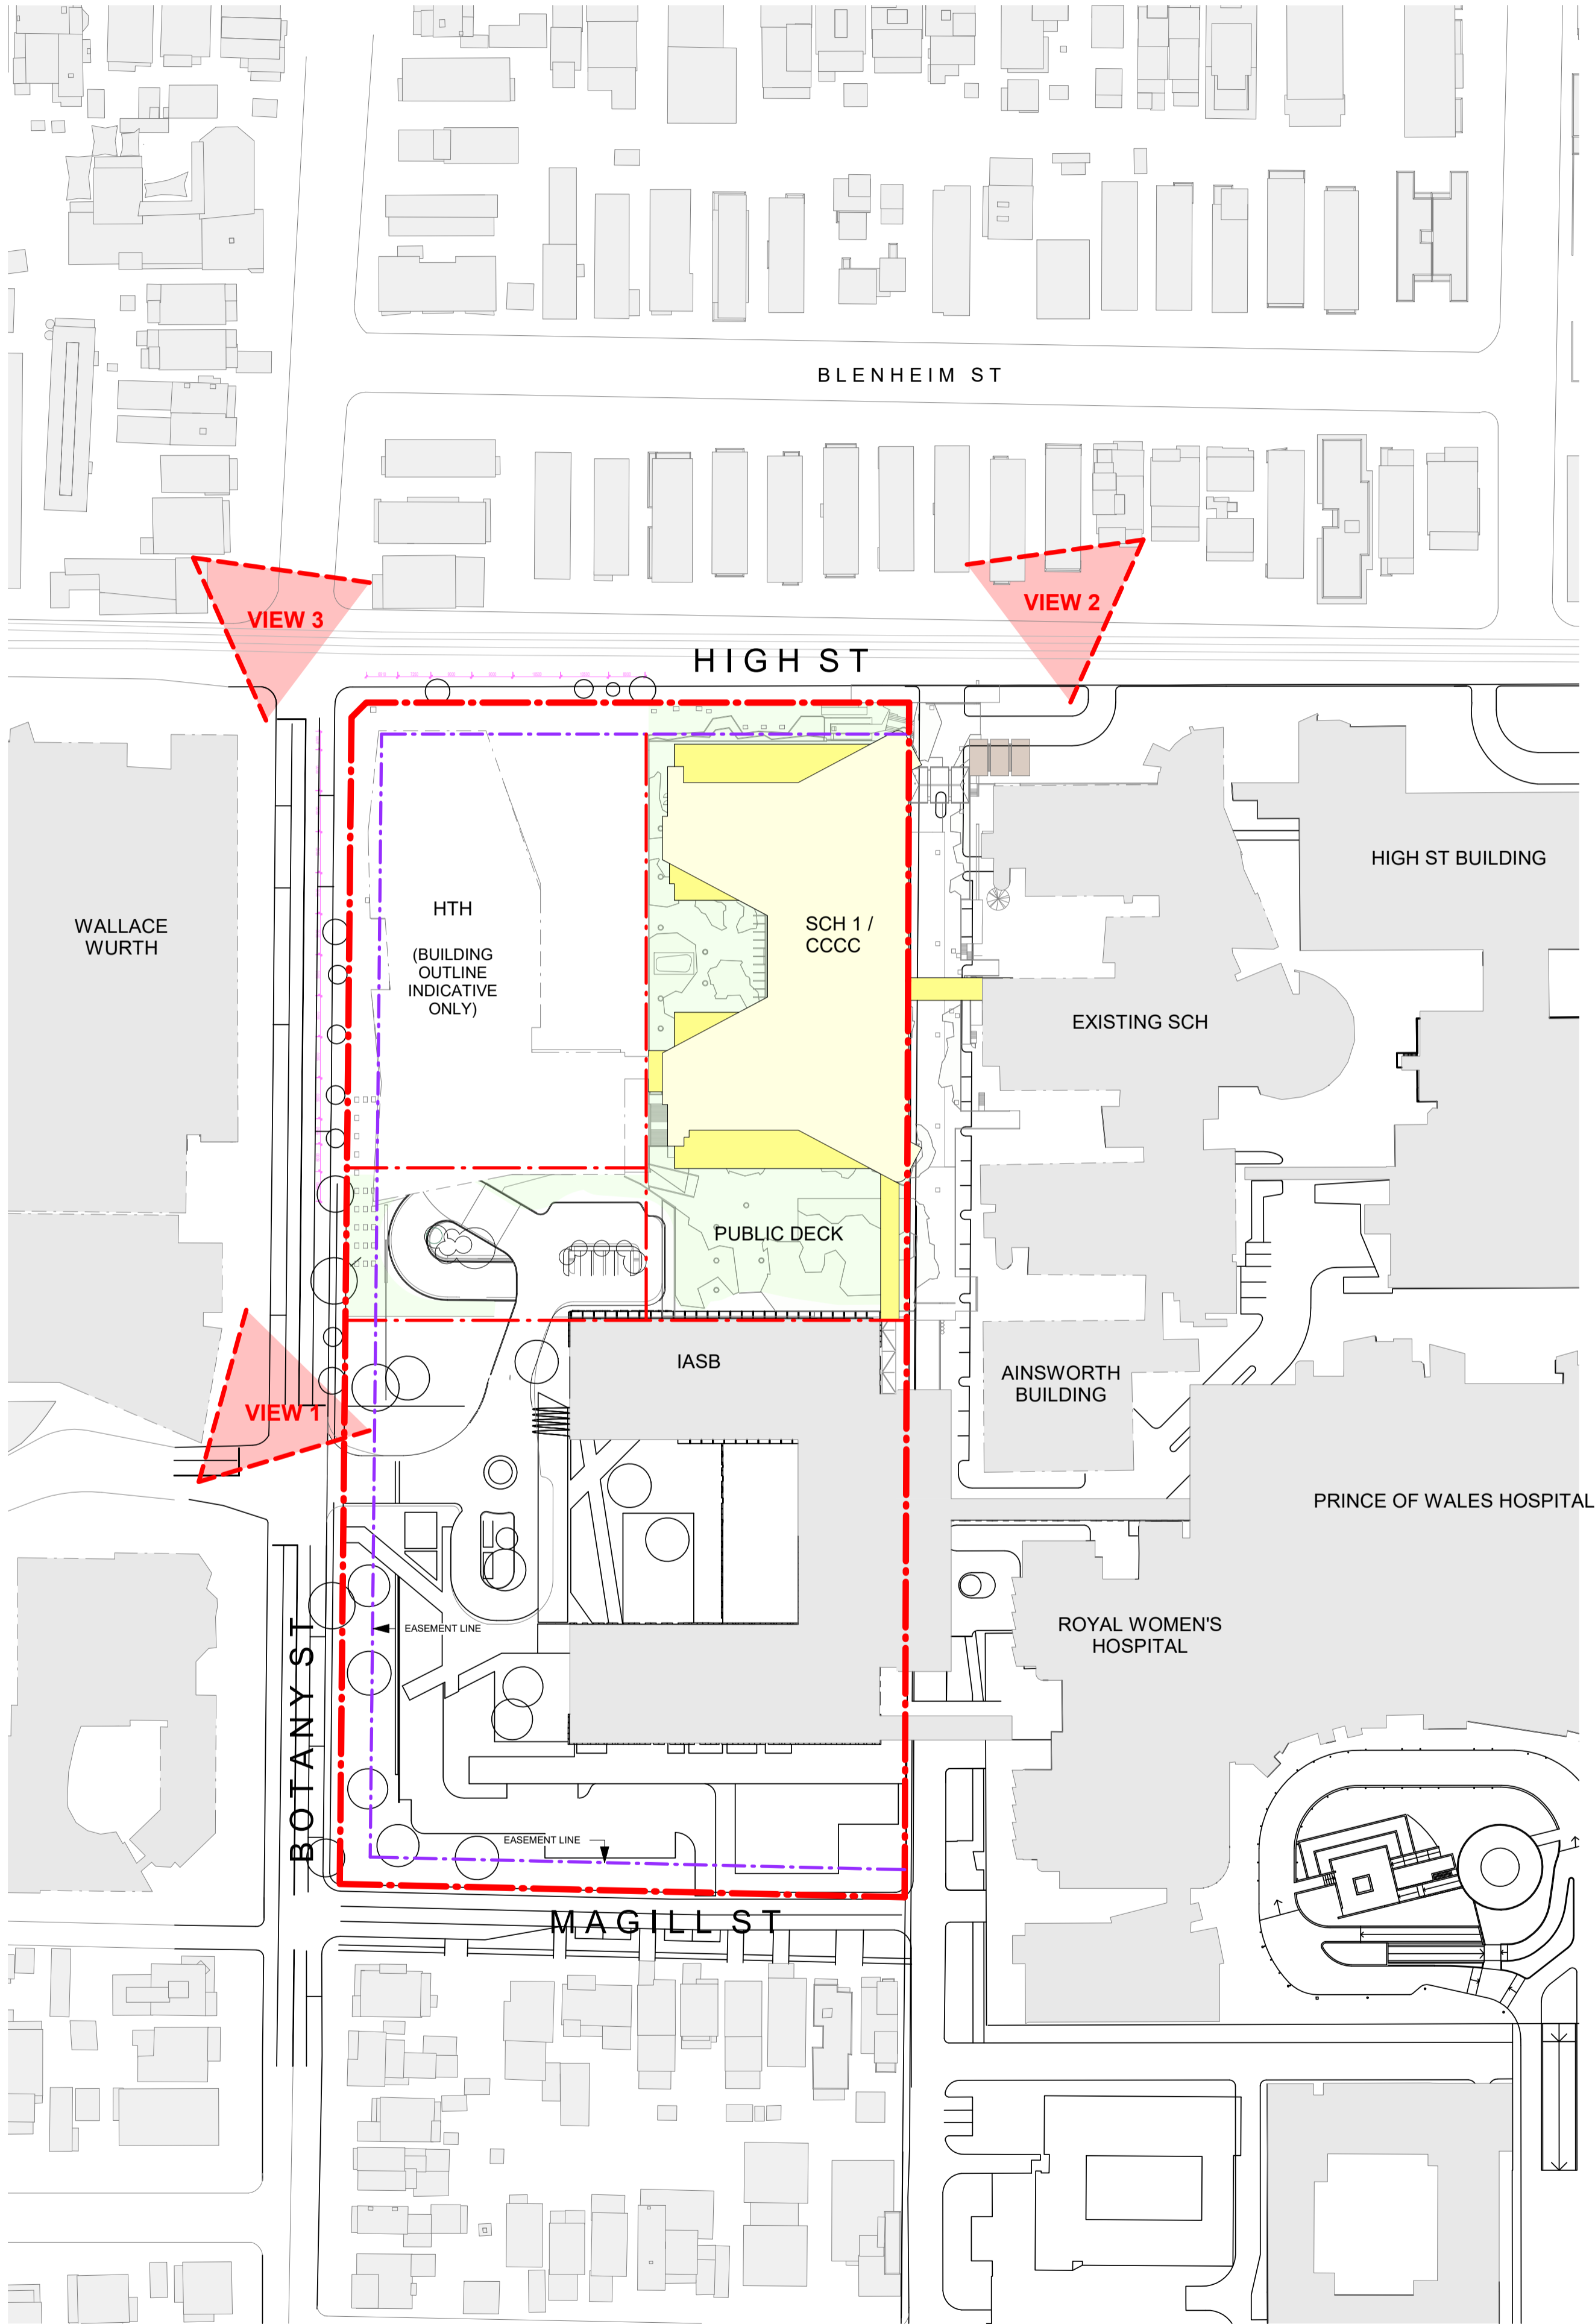 BLENHEIM ST
VIEW 3
VIEW 2
HIGH ST
HIGH ST BUILDING
HTH
(BUILDING
OUTLINE
INDICATIVE
ONLY)
SCH 1 /
CCCC
WALLACE
WURTH
EXISTING SCH
PUBLIC DECK
IASB
AINSWORTH
BUILDING
VIEW 1
PRINCE OF WALES HOSPITAL
EASEMENT LINE
ROYAL WOMEN'S
HOSPITAL
BOTANY ST
EASEMENT LINE
MAGILL ST